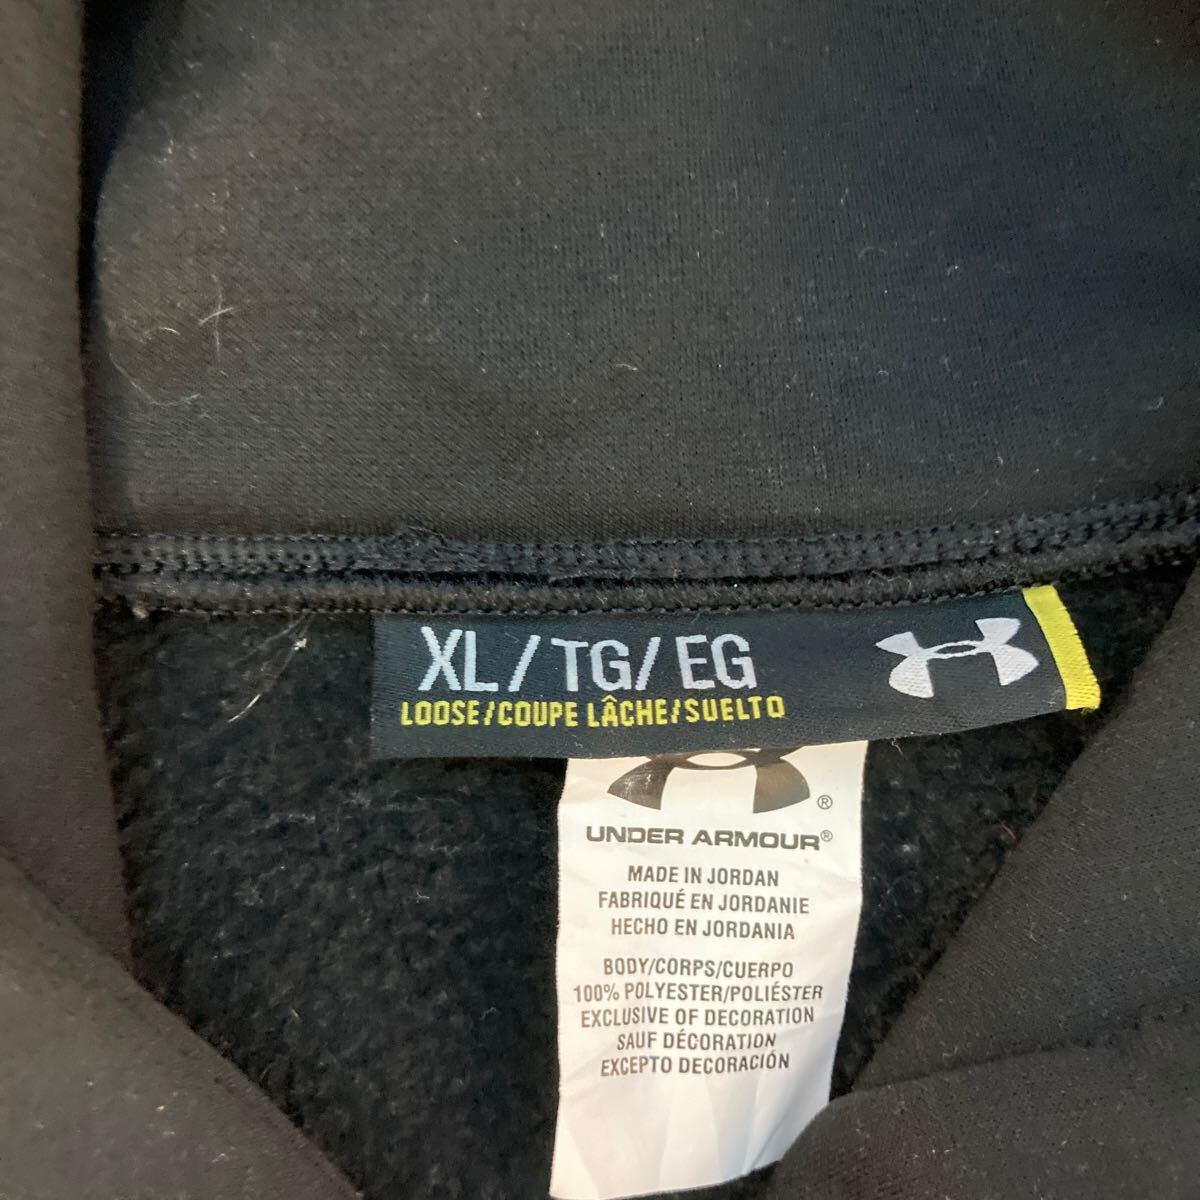 XL/TG/EG
LOOSE/COUPE LÂCHE/SUELTO
®
UNDER ARMOUR®
MADE IN JORDAN
FABRIQUÉ EN JORDANIE
HECHO EN JORDANIA
BODY/CORPS/CUERPO
100% POLYESTER/POLIÉSTER
EXCLUSIVE OF DECORATION
SAUF DÉCORATION
EXCEPTO DECORACIÓN